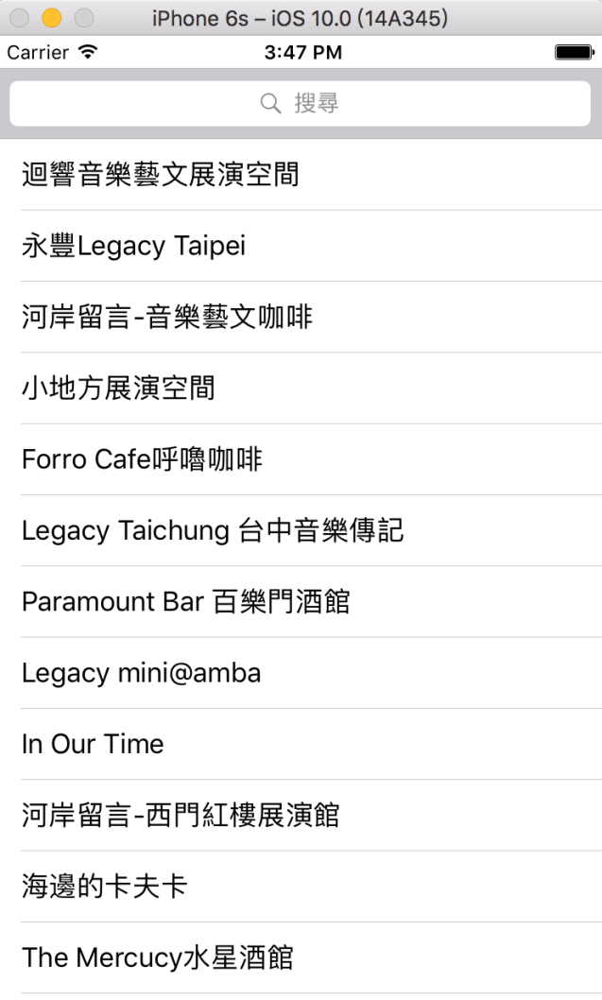 iPhone 6s – iOS 10.0 (14A345)
Carrier 3:47 PM
搜尋
迴響音樂藝文展演空間
永豐Legacy Taipei
河岸留言-音樂藝文咖啡
小地方展演空間
Forro Cafe呼嚕咖啡
Legacy Taichung 台中音樂傳記
Paramount Bar 百樂門酒館
Legacy mini@amba
In Our Time
河岸留言-西門紅樓展演館
海邊的卡夫卡
The Mercucy水星酒館